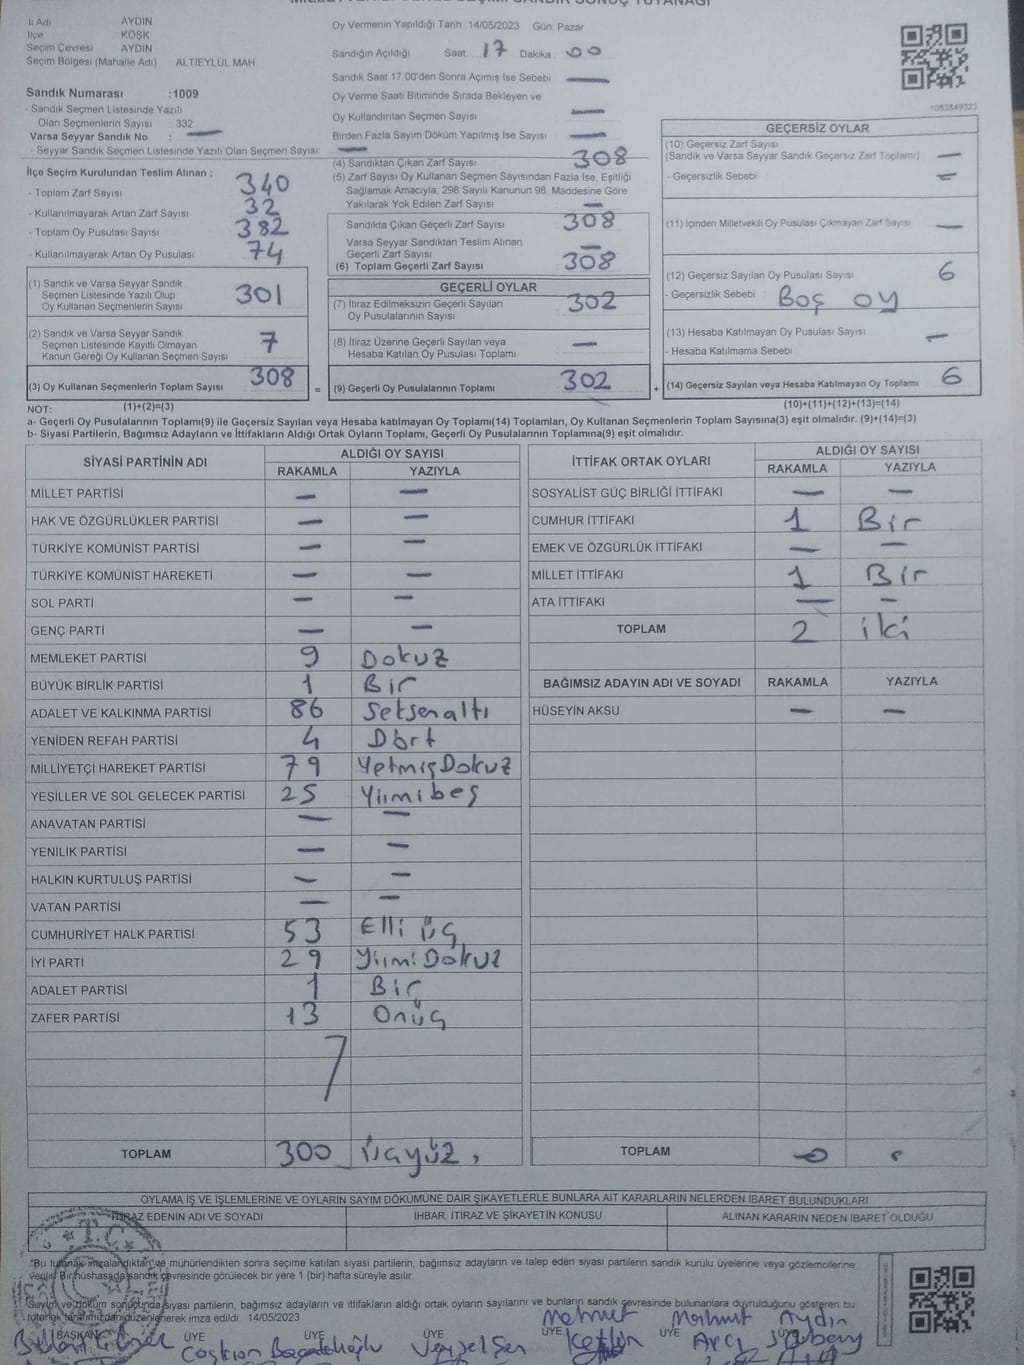 İl Adı AYDIN
İlçe KÖŞK
Seçim Çevresi AYDIN
Seçim Bölgesi (Mahalle Adı) ALTIEYLÜL MAH
Sandık Numarası :1009
- Sandık Seçmen Listesinde Yazılı
Olan Seçmenlerin Sayısı : 332
Varsa Seyyar Sandık No : —
- Seyyar Sandık Seçmen Listesinde Yazılı Olan Seçmen Sayısı: —
İlçe Seçim Kurulundan Teslim Alınan ;
- Toplam Zarf Sayısı 340
- Kullanılmayarak Artan Zarf Sayısı 32
- Toplam Oy Pusulası Sayısı 382
- Kullanılmayarak Artan Oy Pusulası 74
(1) Sandık ve Varsa Seyyar Sandık
Seçmen Listesinde Yazılı Olup
Oy Kullanan Seçmenlerin Sayısı 301
(2) Sandık ve Varsa Seyyar Sandık
Seçmen Listesinde Kayıtlı Olmayan
Kanun Gereği Oy Kullanan Seçmen Sayısı 7
(3) Oy Kullanan Seçmenlerin Toplam Sayısı 308 =
Oy Vermenin Yapıldığı Tarih 14/05/2023 Gün: Pazar
Sandığın Açıldığı Saat 17 Dakika 00
Sandık Saat 17.00'den Sonra Açılmış İse Sebebi —
Oy Verme Saati Bitiminde Sırada Bekleyen ve
Oy Kullandırılan Seçmen Sayısı —
Birden Fazla Sayım Döküm Yapılmış İse Sayısı —
(4) Sandıktan Çıkan Zarf Sayısı 308
(5) Zarf Sayısı Oy Kullanan Seçmen Sayısından Fazla İse, Eşitliği
Sağlamak Amacıyla; 298 Sayılı Kanunun 98. Maddesine Göre
Yakılarak Yok Edilen Zarf Sayısı —
Sandıkta Çıkan Geçerli Zarf Sayısı 308
Varsa Seyyar Sandıktan Teslim Alınan
Geçerli Zarf Sayısı —
(6) Toplam Geçerli Zarf Sayısı 308
GEÇERLİ OYLAR
(7) İtiraz Edilmeksizin Geçerli Sayılan
Oy Pusulalarının Sayısı 302
(8) İtiraz Üzerine Geçerli Sayılan veya
Hesaba Katılan Oy Pusulası Toplamı —
(9) Geçerli Oy Pusulalarının Toplamı 302 +
1083849323
GEÇERSİZ OYLAR
(10) Geçersiz Zarf Sayısı
(Sandık ve Varsa Seyyar Sandık Geçersiz Zarf Toplamı) —
- Geçersizlik Sebebi —
(11) İçinden Milletvekili Oy Pusulası Çıkmayan Zarf Sayısı —
(12) Geçersiz Sayılan Oy Pusulası Sayısı 6
- Geçersizlik Sebebi Boş oy
(13) Hesaba Katılmayan Oy Pusulası Sayısı —
- Hesaba Katılmama Sebebi
(14) Geçersiz Sayılan veya Hesaba Katılmayan Oy Toplamı 6
NOT: (1)+(2)=(3) (10)+(11)+(12)+(13)=(14)
a- Geçerli Oy Pusulalarının Toplamı(9) ile Geçersiz Sayılan veya Hesaba katılmayan Oy Toplamı(14) Toplamları, Oy Kullanan Seçmenlerin Toplam Sayısına(3) eşit olmalıdır. (9)+(14)=(3)
b- Siyasi Partilerin, Bağımsız Adayların ve İttifakların Aldığı Ortak Oyların Toplamı, Geçerli Oy Pusulalarının Toplamına(9) eşit olmalıdır.
SİYASİ PARTİNİN ADI ALDIĞI OY SAYISI
RAKAMLA YAZIYLA
MİLLET PARTİSİ — —
HAK VE ÖZGÜRLÜKLER PARTİSİ — —
TÜRKİYE KOMÜNİST PARTİSİ — —
TÜRKİYE KOMÜNİST HAREKETİ — —
SOL PARTİ — —
GENÇ PARTİ — —
MEMLEKET PARTİSİ 9 Dokuz
BÜYÜK BİRLİK PARTİSİ 1 Bir
ADALET VE KALKINMA PARTİSİ 86 Seksenaltı
YENİDEN REFAH PARTİSİ 4 Dört
MİLLİYETÇİ HAREKET PARTİSİ 79 YetmişDokuz
YEŞİLLER VE SOL GELECEK PARTİSİ 25 Yiimibeş
ANAVATAN PARTİSİ — —
YENİLİK PARTİSİ — —
HALKIN KURTULUŞ PARTİSİ — —
VATAN PARTİSİ — —
CUMHURİYET HALK PARTİSİ 53 Elli üç
İYİ PARTİ 29 YiimiDokuz
ADALET PARTİSİ 1 Bir
ZAFER PARTİSİ 13 Onüç
TOPLAM 300 üçyüz
İTTİFAK ORTAK OYLARI ALDIĞI OY SAYISI
RAKAMLA YAZIYLA
SOSYALİST GÜÇ BİRLİĞİ İTTİFAKI — —
CUMHUR İTTİFAKI 1 Bir
EMEK VE ÖZGÜRLÜK İTTİFAKI — —
MİLLET İTTİFAKI 1 Bir
ATA İTTİFAKI — —
TOPLAM 2 iki
BAĞIMSIZ ADAYIN ADI VE SOYADI RAKAMLA YAZIYLA
HÜSEYİN AKSU — —
TOPLAM 0
OYLAMA İŞ VE İŞLEMLERİNE VE OYLARIN SAYIM DÖKÜMÜNE DAİR ŞİKAYETLERLE BUNLARA AİT KARARLARIN NELERDEN İBARET BULUNDUKLARI
İTİRAZ EDENİN ADI VE SOYADI İHBAR, İTİRAZ VE ŞİKAYETİN KONUSU ALINAN KARARIN NEDEN İBARET OLDUĞU
T.C.
"Bu tutanak imzalandıktan ve mühürlendikten sonra seçime katılan siyasi partilerin, bağımsız adayların ve talep eden siyasi partilerin sandık kurulu üyelerine veya gözlemcilerine
verilir. Bir nüshası da sandık çevresinde görülecek bir yere 1 (bir) hafta süreyle asılır.
Sayım ve döküm sonucunda siyasi partilerin, bağımsız adayların ve ittifakların aldığı ortak oyların sayılarını ve bunların sandık çevresinde bulunanlara duyrulduğunu gösteren bu
tutanak tarafımızdan düzenlenerek imza edildi. 14/05/2023
BAŞKAN ÜYE ÜYE ÜYE ÜYE ÜYE ÜYE
Coşkun Veysel Şen Mehmet Keskin Mahmut Avcı Aydın